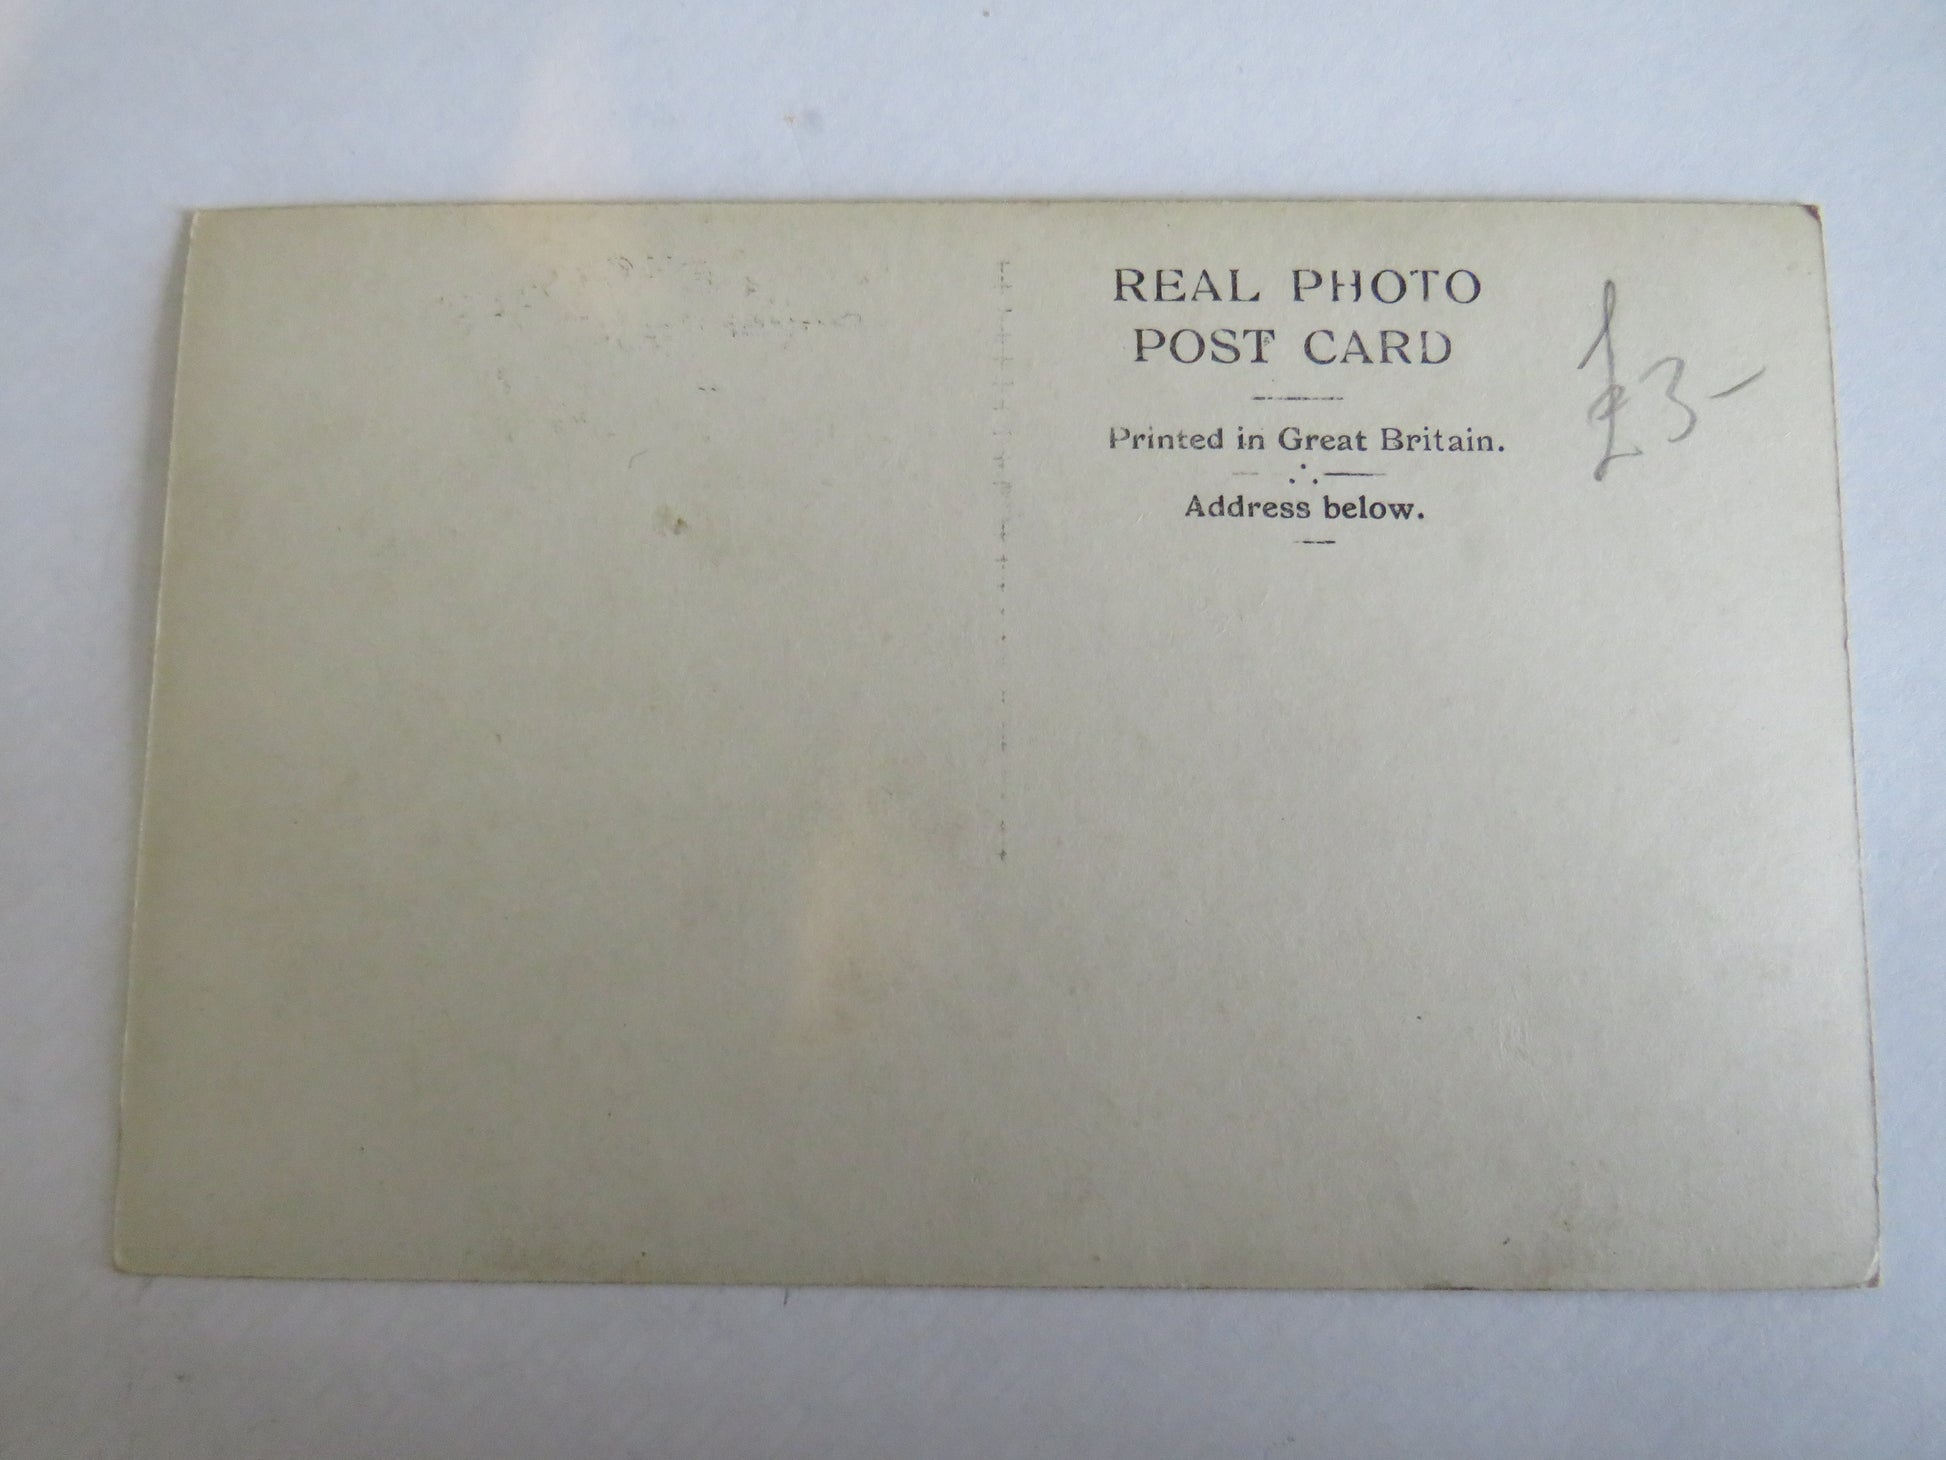 REAL PHOTO
POST CARD
Printed in Great Britain.
Address below.
£3-